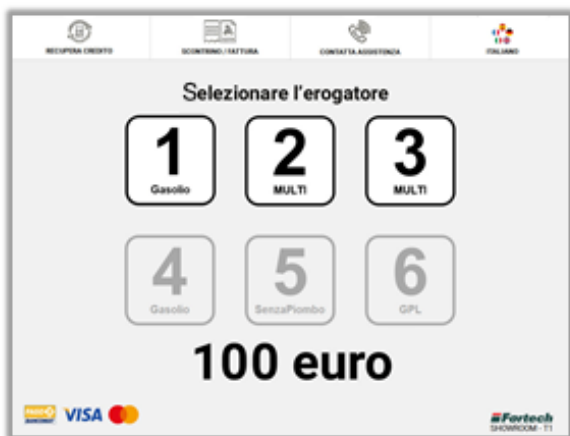 RECUPERA CREDITO
SCONTRINO / FATTURA
CONTATTA ASSISTENZA
ITALIANO
Selezionare l'erogatore
1
Gasolio
2
MULTI
3
MULTI
4
Gasolio
5
SenzaPiombo
6
GPL
100 euro
VISA
Fortech
SHOWROOM - T1